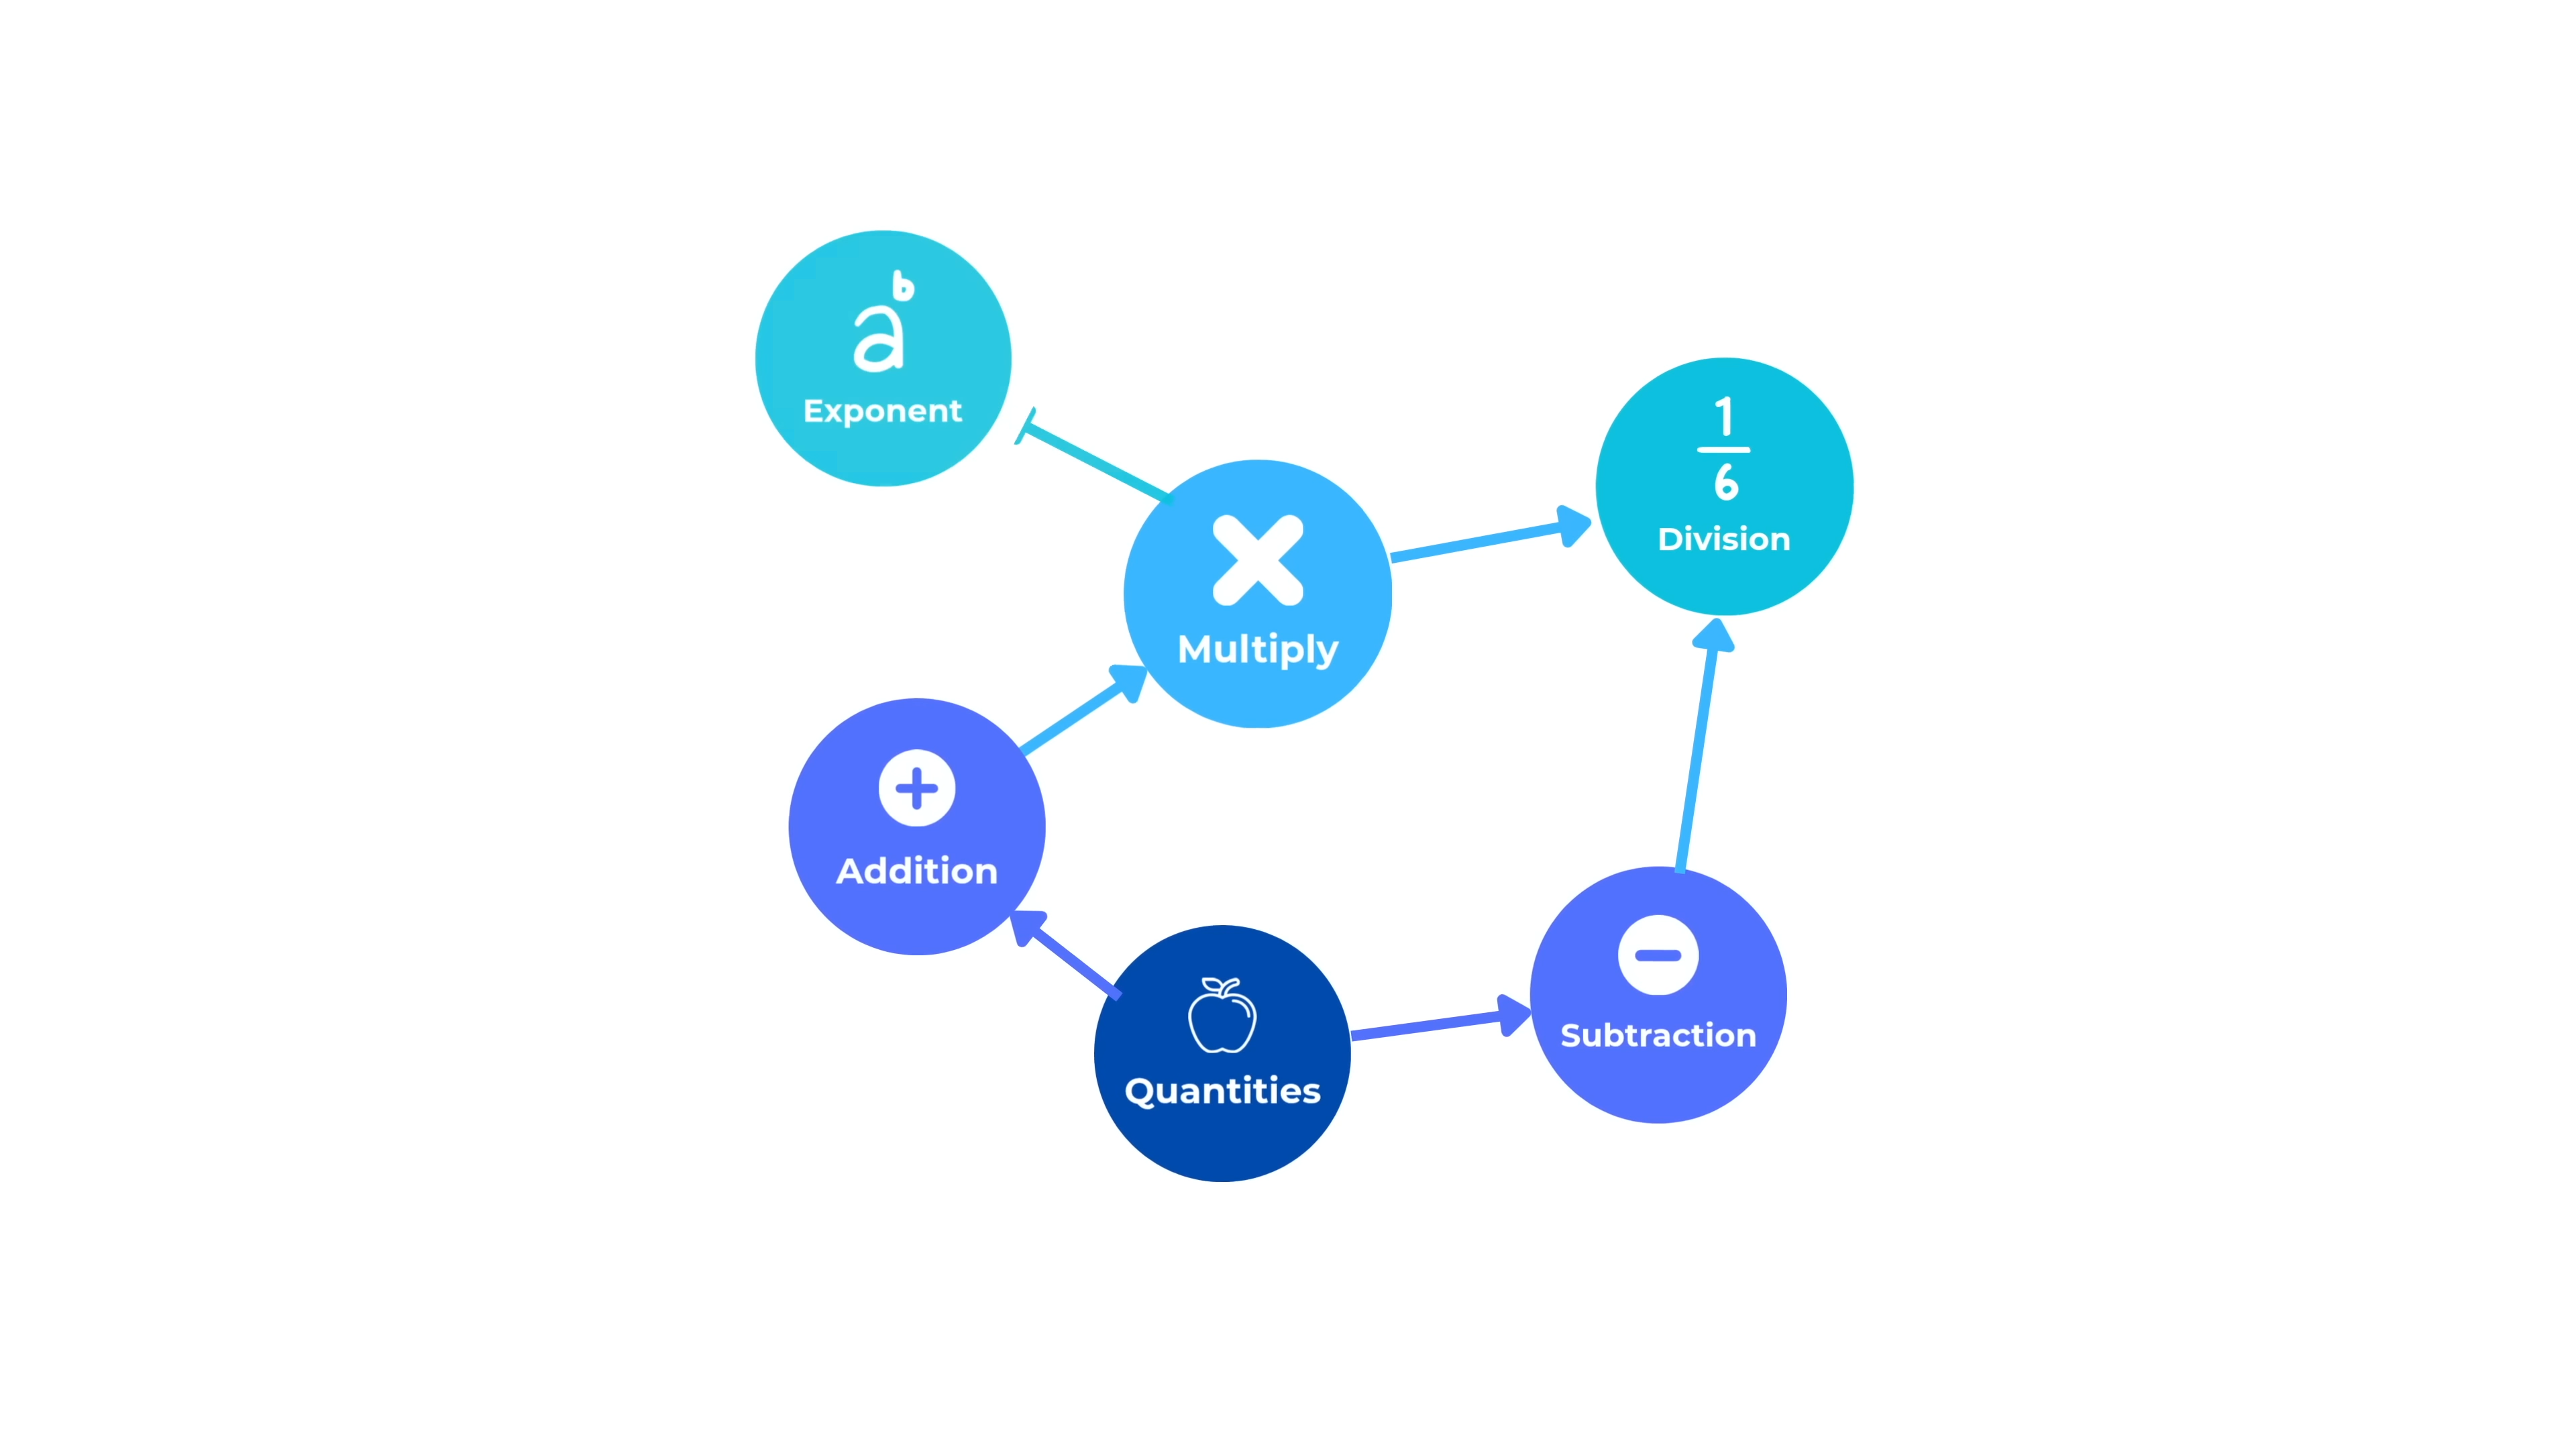 a^b
Exponent
1
6
Division
Multiply
Addition
Subtraction
Quantities